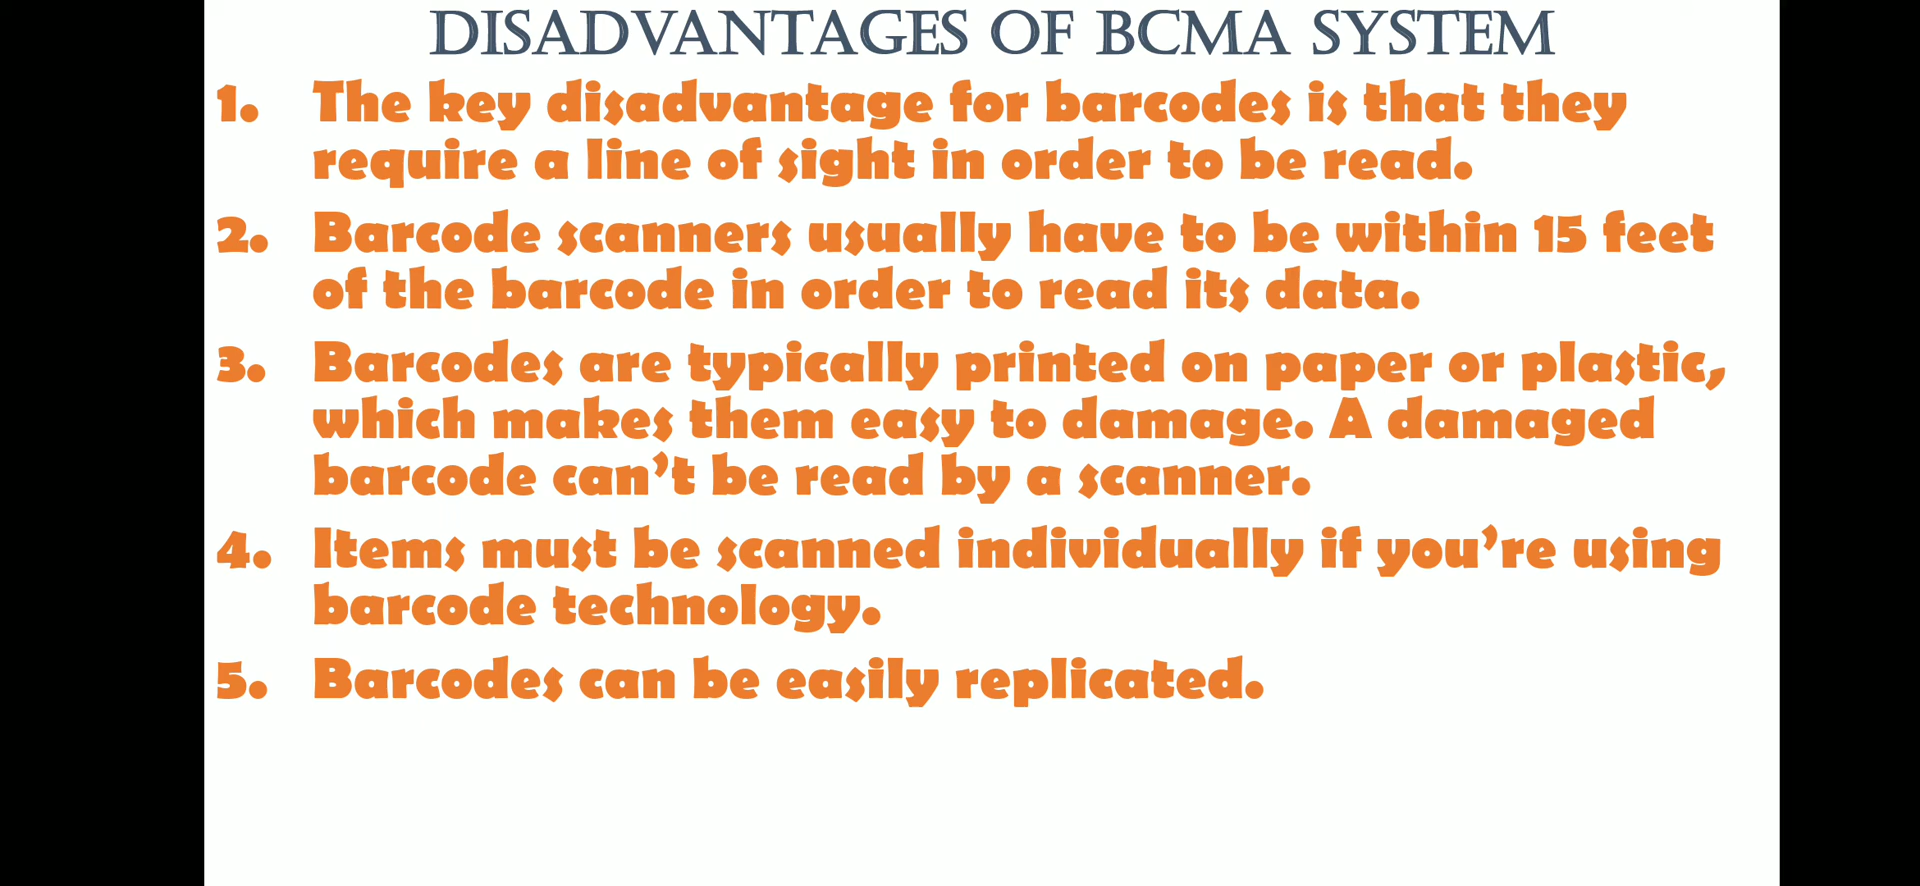 DISADVANTAGES OF BCMA SYSTEM
1. The key disadvantage for barcodes is that they
require a line of sight in order to be read.
2. Barcode scanners usually have to be within 15 feet
of the barcode in order to read its data.
3. Barcodes are typically printed on paper or plastic,
which makes them easy to damage. A damaged
barcode can’t be read by a scanner.
4. Items must be scanned individually if you’re using
barcode technology.
5. Barcodes can be easily replicated.